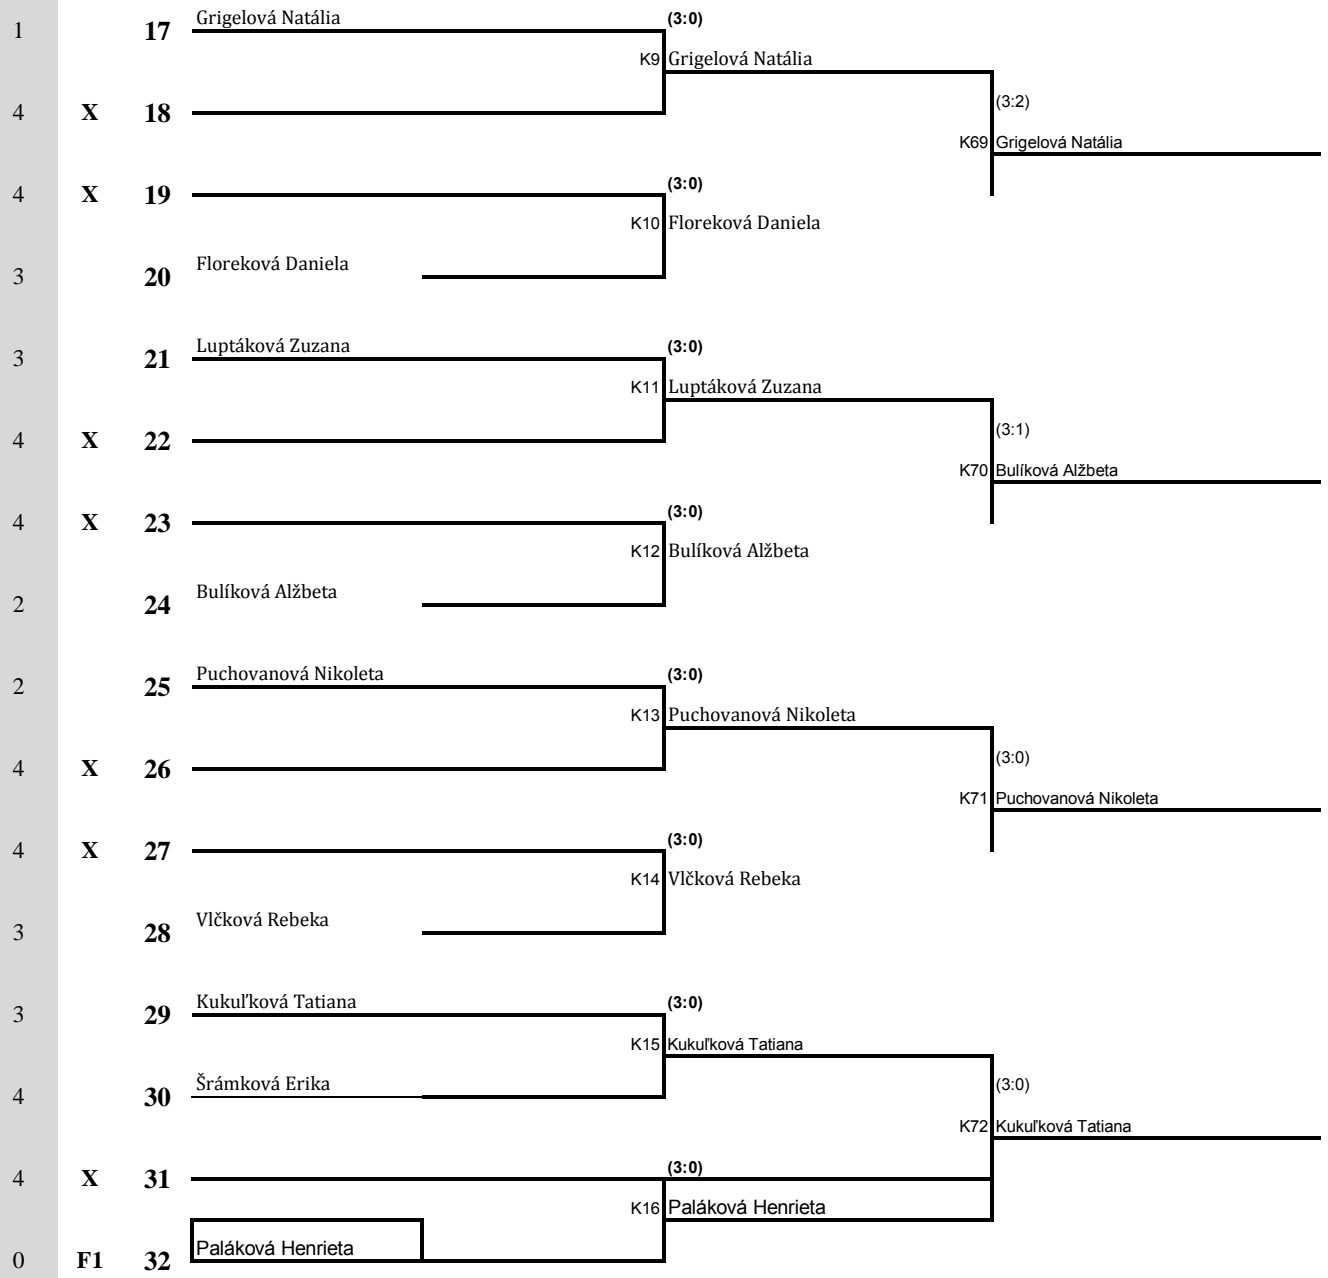 1 17 Grigelová Natália (3:0)
K9 Grigelová Natália
4 X 18 (3:2)
K69 Grigelová Natália
4 X 19 (3:0)
K10 Floreková Daniela
3 20 Floreková Daniela
3 21 Luptáková Zuzana (3:0)
K11 Luptáková Zuzana
4 X 22 (3:1)
K70 Bulíková Alžbeta
4 X 23 (3:0)
K12 Bulíková Alžbeta
2 24 Bulíková Alžbeta
2 25 Puchovanová Nikoleta (3:0)
K13 Puchovanová Nikoleta
4 X 26 (3:0)
K71 Puchovanová Nikoleta
4 X 27 (3:0)
K14 Vlčková Rebeka
3 28 Vlčková Rebeka
3 29 Kukuľková Tatiana (3:0)
K15 Kukuľková Tatiana
4 30 Šrámková Erika (3:0)
K72 Kukuľková Tatiana
4 X 31 (3:0)
K16 Paláková Henrieta
0 F1 32 Paláková Henrieta